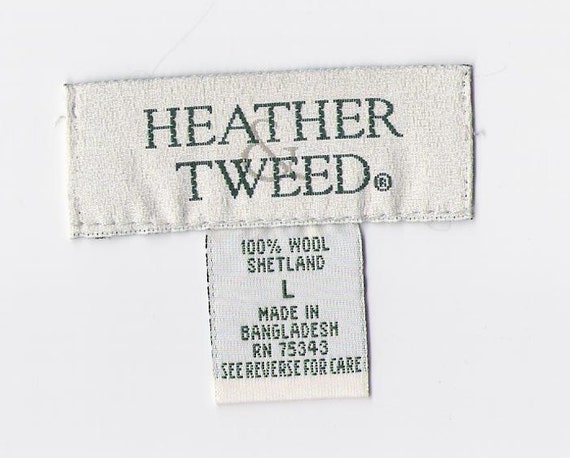 HEATHER
&
TWEED®
100% WOOL
SHETLAND
L
MADE IN
BANGLADESH
RN 75343
SEE REVERSE FOR CARE